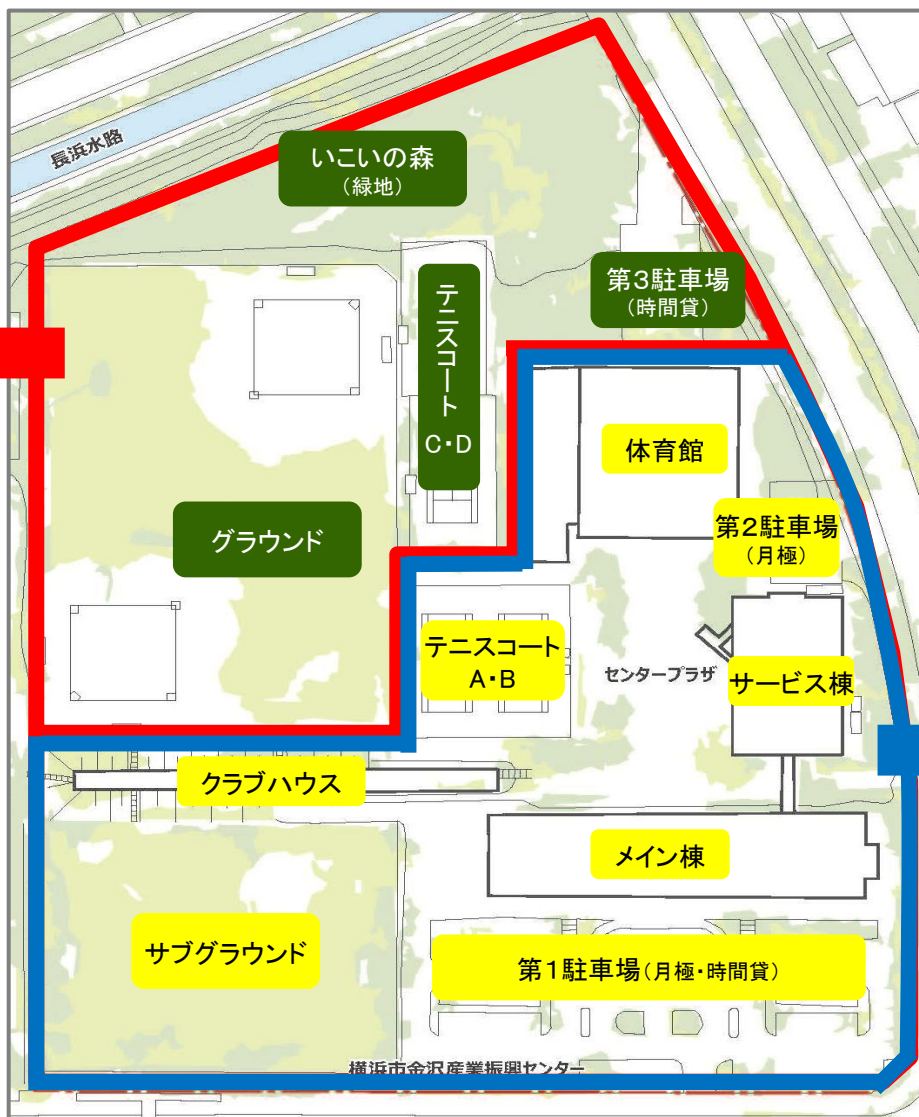 長浜水路
いこいの森
(緑地)
第3駐車場
(時間貸)
テニスコート
C・D
体育館
グラウンド
第2駐車場
(月極)
テニスコート
A・B
センタープラザ
サービス棟
クラブハウス
メイン棟
サブグラウンド
第1駐車場(月極・時間貸)
横浜市金沢産業振興センター